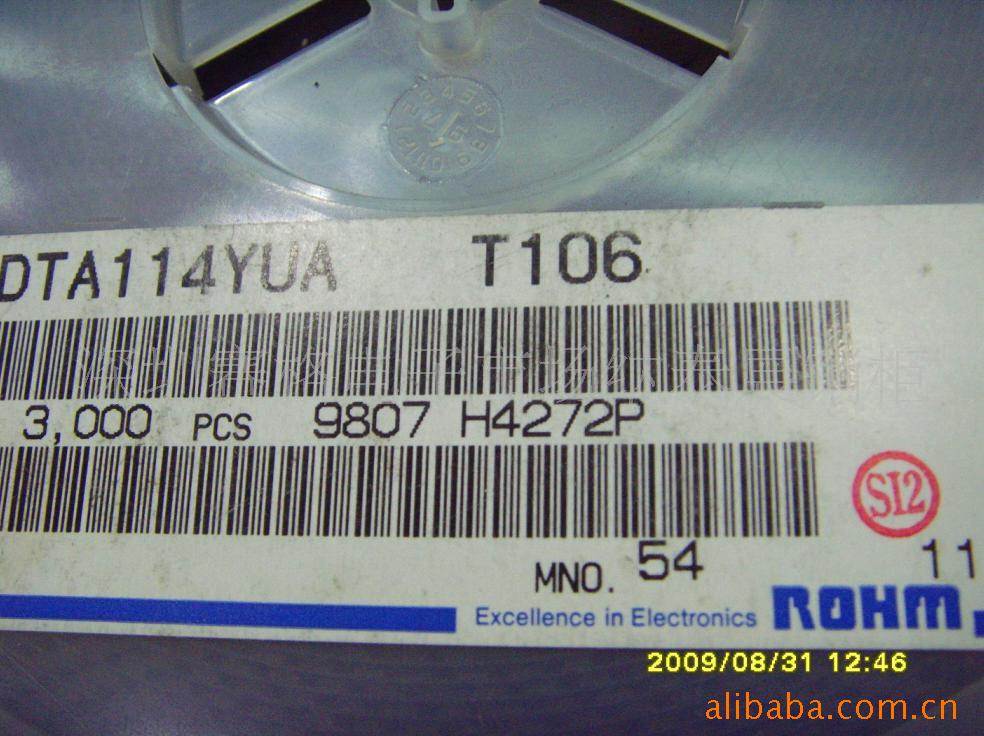 DTA114YUA T106
3,000 PCS 9807 H4272P
SI2
MNO. 54 11
Excellence in Electronics ROHM
2009/08/31 12:46
alibaba.com.cn